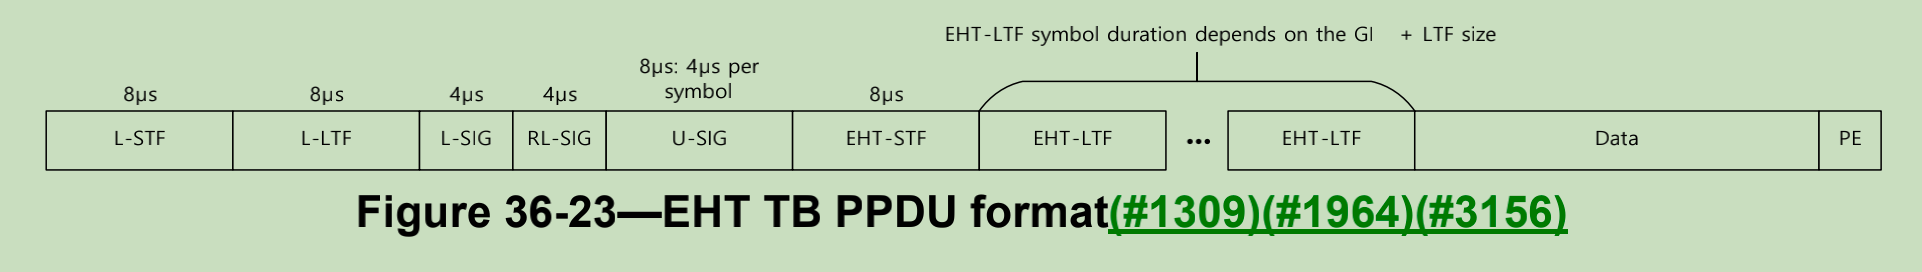 EHT-LTF symbol duration depends on the GI + LTF size
8µs: 4µs per
symbol
8µs 8µs 4µs 4µs 8µs
L-STF L-LTF L-SIG RL-SIG U-SIG EHT-STF EHT-LTF ... EHT-LTF Data PE
Figure 36-23—EHT TB PPDU format(#1309)(#1964)(#3156)